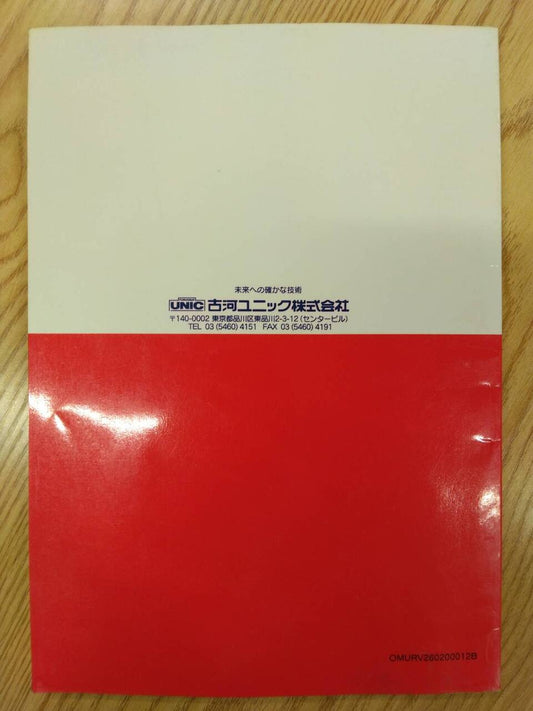 未来への確かな技術
UNIC 古河ユニック株式会社
〒140-0002 東京都品川区東品川2-3-12(センタービル)
TEL 03(5460)4151 FAX 03(5460)4191
OMURV260200012B